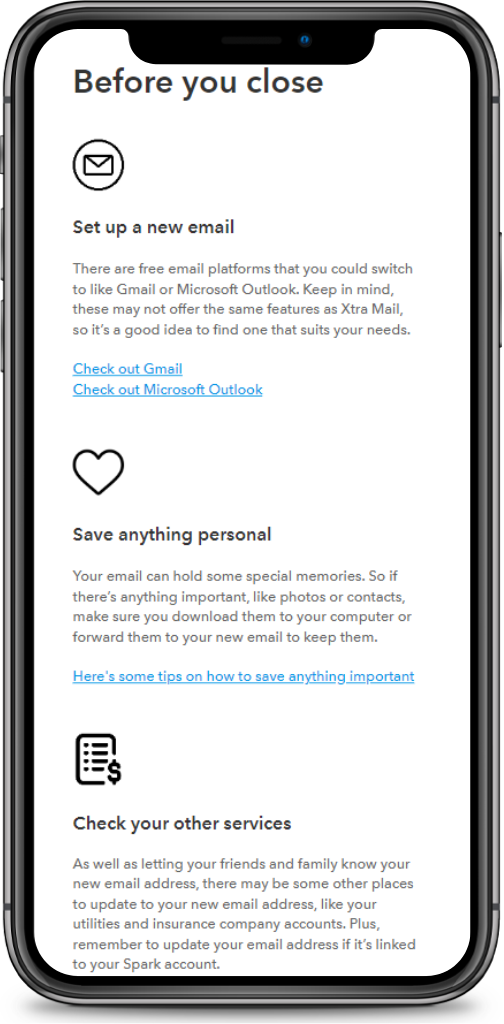 Before you close
Set up a new email
There are free email platforms that you could switch
to like Gmail or Microsoft Outlook. Keep in mind,
these may not offer the same features as Xtra Mail,
so it’s a good idea to find one that suits your needs.
Check out Gmail
Check out Microsoft Outlook
Save anything personal
Your email can hold some special memories. So if
there’s anything important, like photos or contacts,
make sure you download them to your computer or
forward them to your new email to keep them.
Here's some tips on how to save anything important
$
Check your other services
As well as letting your friends and family know your
new email address, there may be some other places
to update to your new email address, like your
utilities and insurance company accounts. Plus,
remember to update your email address if it’s linked
to your Spark account.